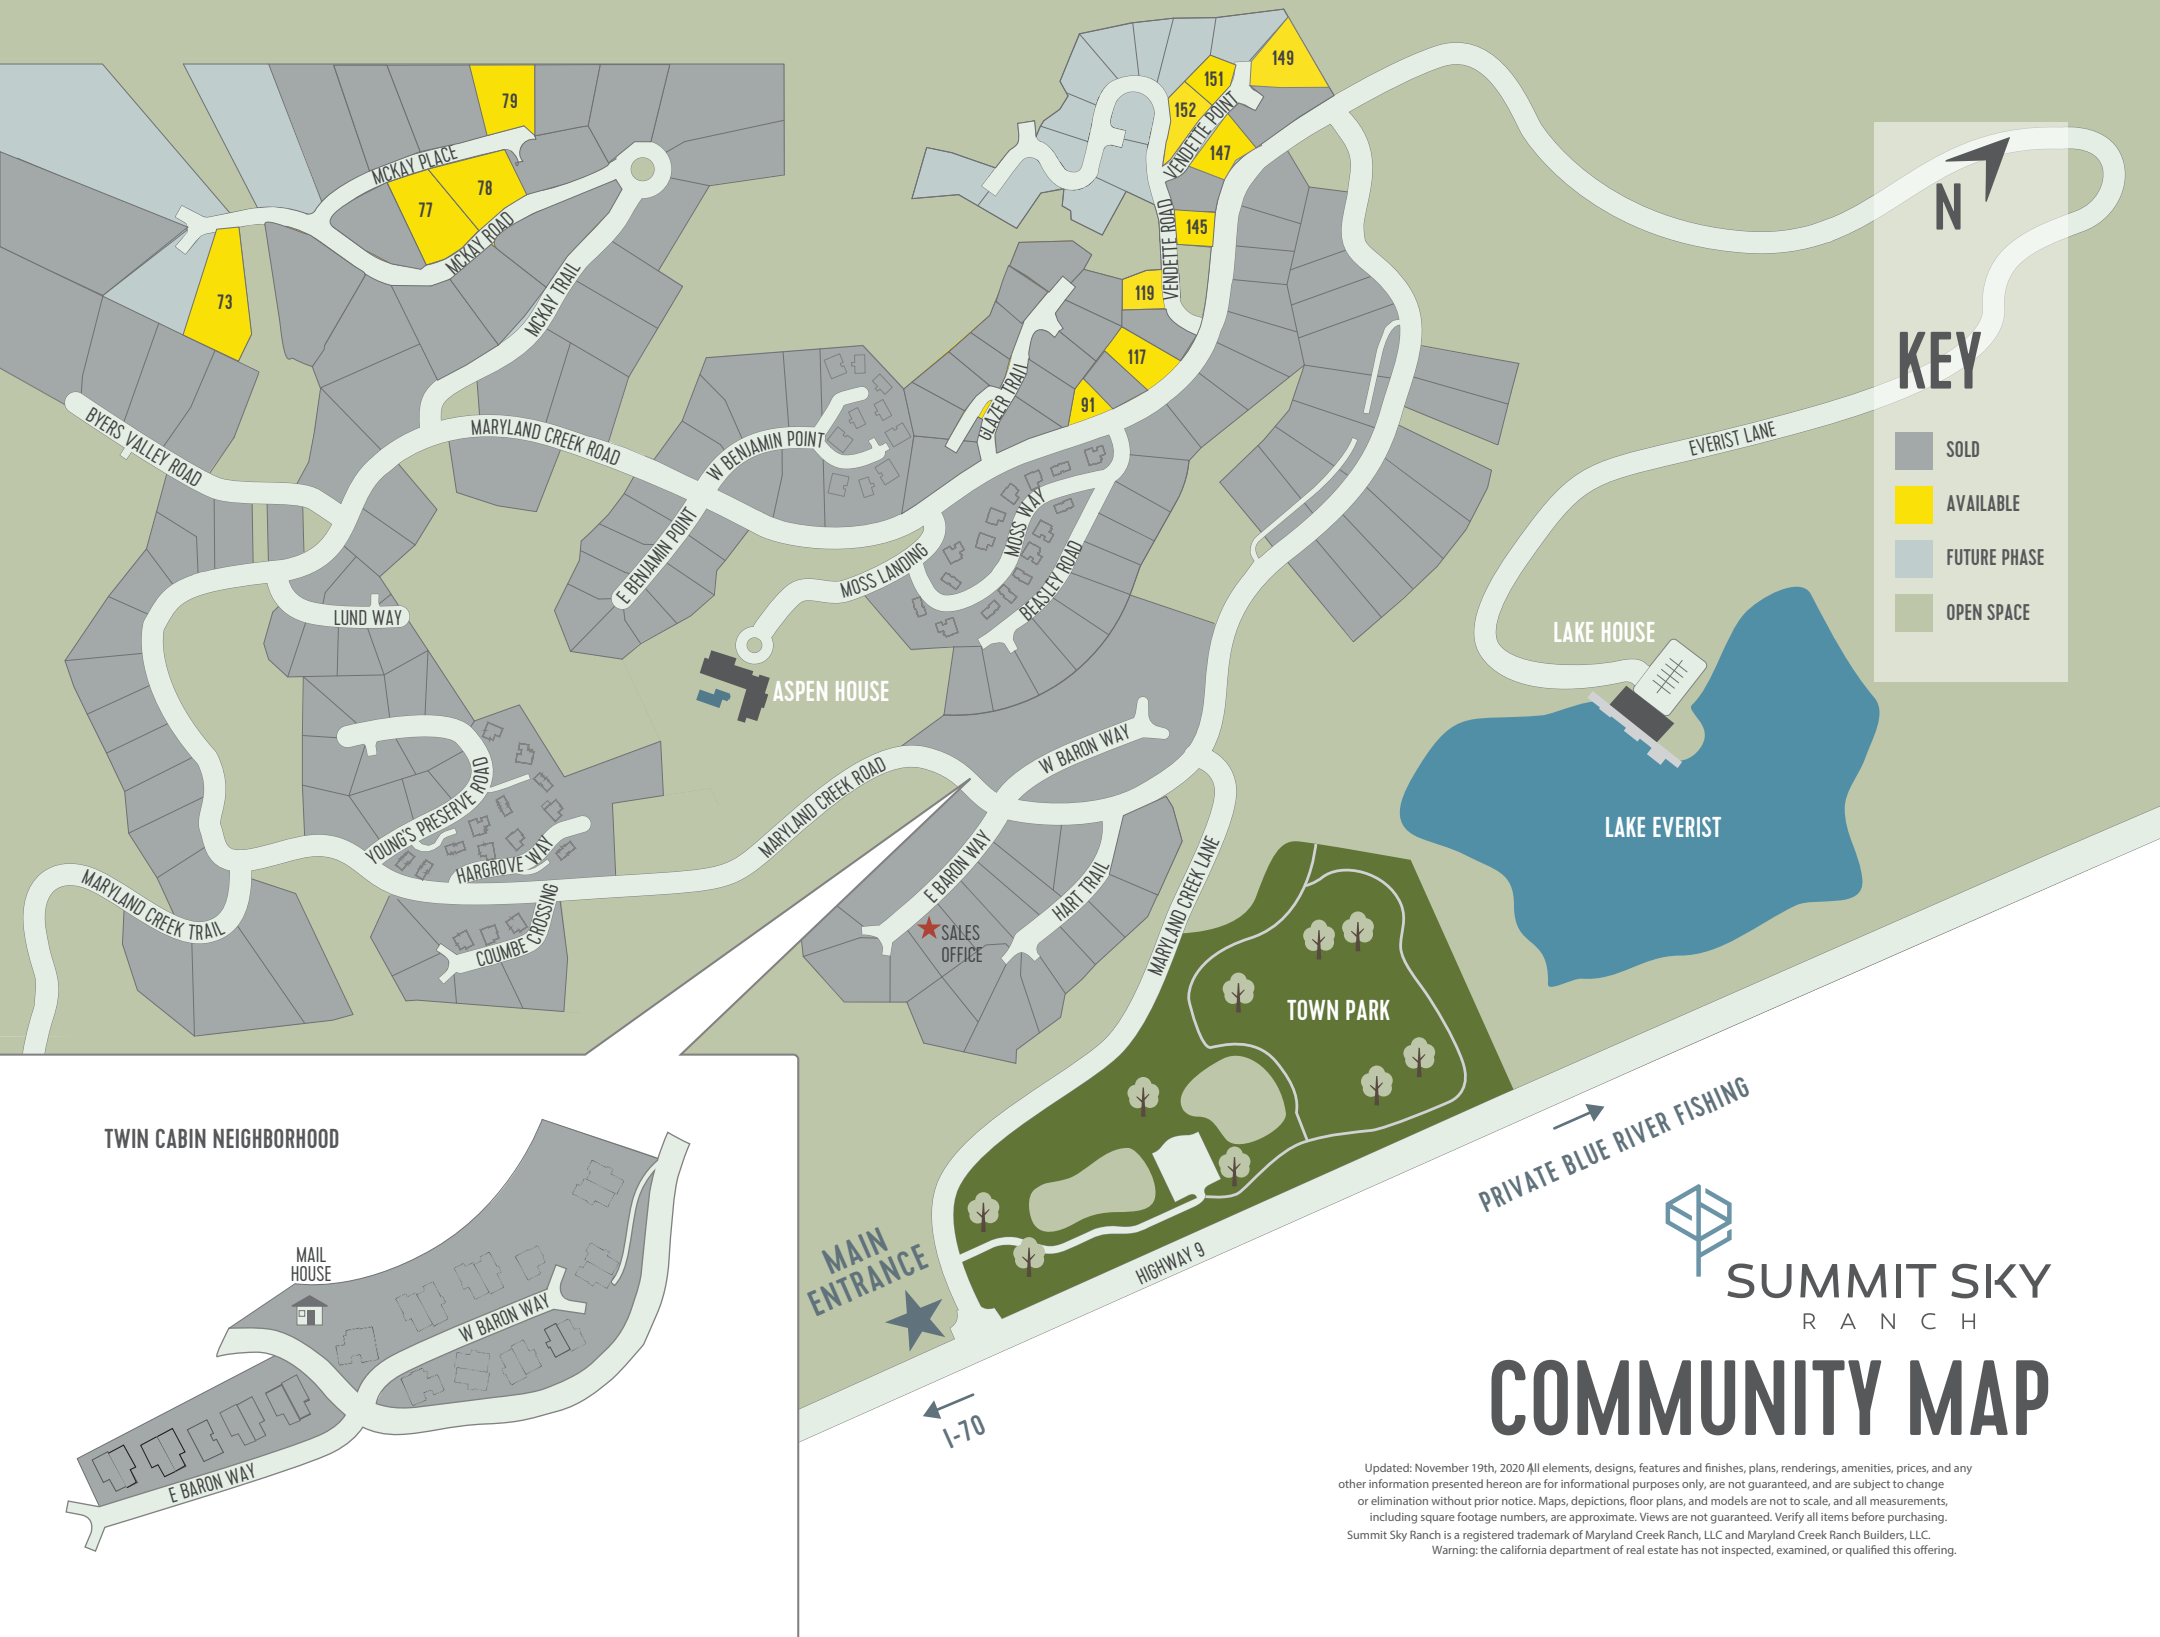 149
151
79
152
VENDETTE POINT
147
MCKAY PLACE
78
77
145
MCKAY ROAD
VENDETTE ROAD
N
73
MCKAY TRAIL
119
117
KEY
91
GLAZER TRAIL
BYERS VALLEY ROAD
MARYLAND CREEK ROAD
W BENJAMIN POINT
EVERIST LANE
SOLD
AVAILABLE
FUTURE PHASE
OPEN SPACE
E BENJAMIN POINT
MOSS WAY
MOSS LANDING
BEASLEY ROAD
LUND WAY
LAKE HOUSE
ASPEN HOUSE
W BARON WAY
YOUNG'S PRESERVE ROAD
MARYLAND CREEK ROAD
LAKE EVERIST
HARGROVE WAY
E BARON WAY
HART TRAIL
MARYLAND CREEK LANE
MARYLAND CREEK TRAIL
COUMBE CROSSING
SALES
OFFICE
TOWN PARK
PRIVATE BLUE RIVER FISHING
TWIN CABIN NEIGHBORHOOD
MAIL
HOUSE
W BARON WAY
E BARON WAY
MAIN
ENTRANCE
HIGHWAY 9
I-70
SUMMIT SKY
RANCH
COMMUNITY MAP
Updated: November 19th, 2020 All elements, designs, features and finishes, plans, renderings, amenities, prices, and any
other information presented hereon are for informational purposes only, are not guaranteed, and are subject to change
or elimination without prior notice. Maps, depictions, floor plans, and models are not to scale, and all measurements,
including square footage numbers, are approximate. Views are not guaranteed. Verify all items before purchasing.
Summit Sky Ranch is a registered trademark of Maryland Creek Ranch, LLC and Maryland Creek Ranch Builders, LLC.
Warning: the california department of real estate has not inspected, examined, or qualified this offering.